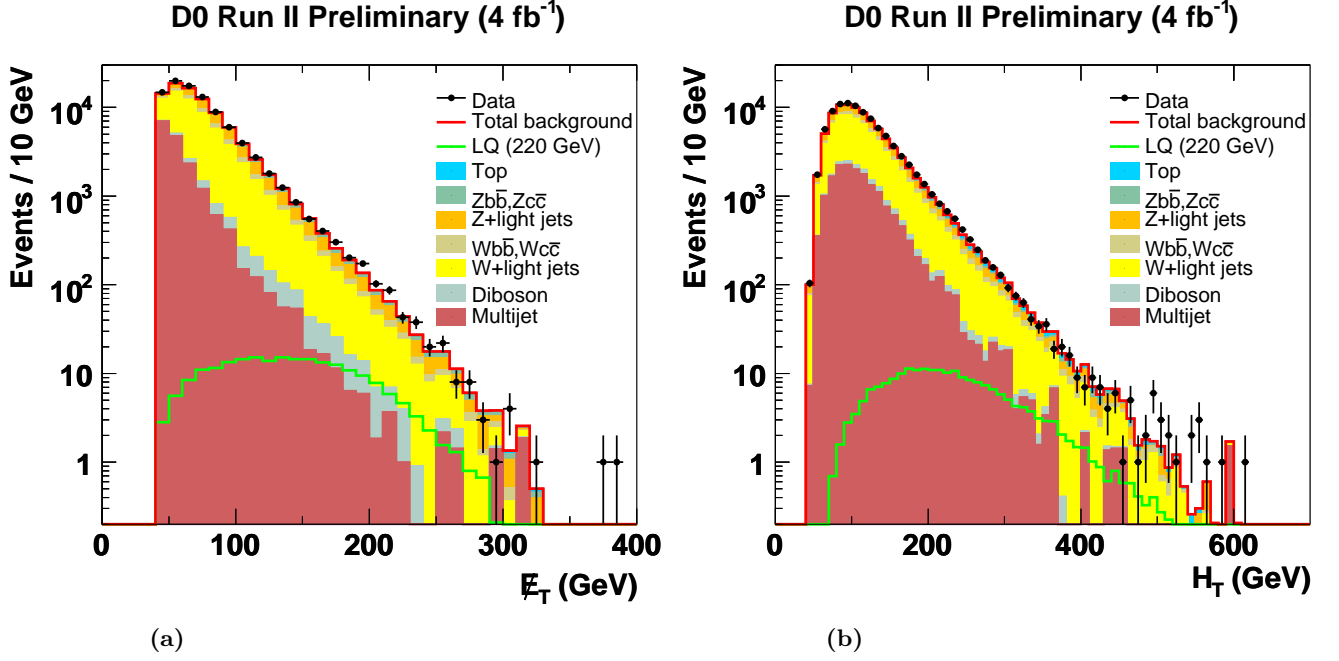 D0 Run II Preliminary (4 fb⁻¹)
Events / 10 GeV
10⁴
10³
10²
10
1
Data
Total background
LQ (220 GeV)
Top
Zbb̅,Zcc̅
Z+light jets
Wbb̅,Wcc̅
W+light jets
Diboson
Multijet
0 100 200 300 400
E̸_T (GeV)
(a)
D0 Run II Preliminary (4 fb⁻¹)
Events / 10 GeV
10⁴
10³
10²
10
1
Data
Total background
LQ (220 GeV)
Top
Zbb̅,Zcc̅
Z+light jets
Wbb̅,Wcc̅
W+light jets
Diboson
Multijet
0 200 400 600
H_T (GeV)
(b)